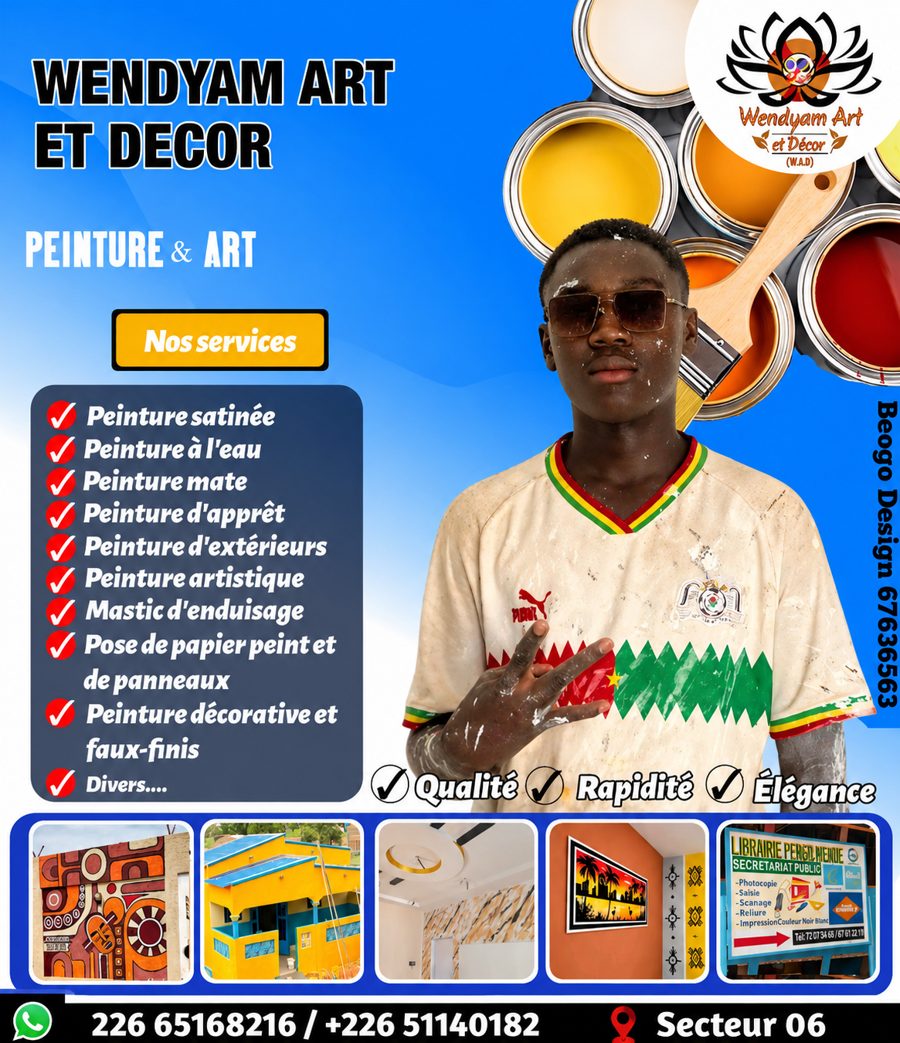 WENDYAM ART
ET DECOR
Wendyam Art
et Décor
(W.A.D)
PEINTURE & ART
Nos services
Peinture satinée
Peinture à l'eau
Peinture mate
Peinture d'apprêt
Peinture d'extérieurs
Peinture artistique
Mastic d'enduisage
Pose de papier peint et
de panneaux
Peinture décorative et
faux-finis
Divers....
Beogo Design 67636563
Qualité
Rapidité
Élégance
LIBRAIRIE
SECRETARIAT PUBLIC
- Photocopie
- Saisie
- Scanage
- Reliure
- ImpressionCouleur Noir Blanc
226 65168216 / +226 51140182
Secteur 06